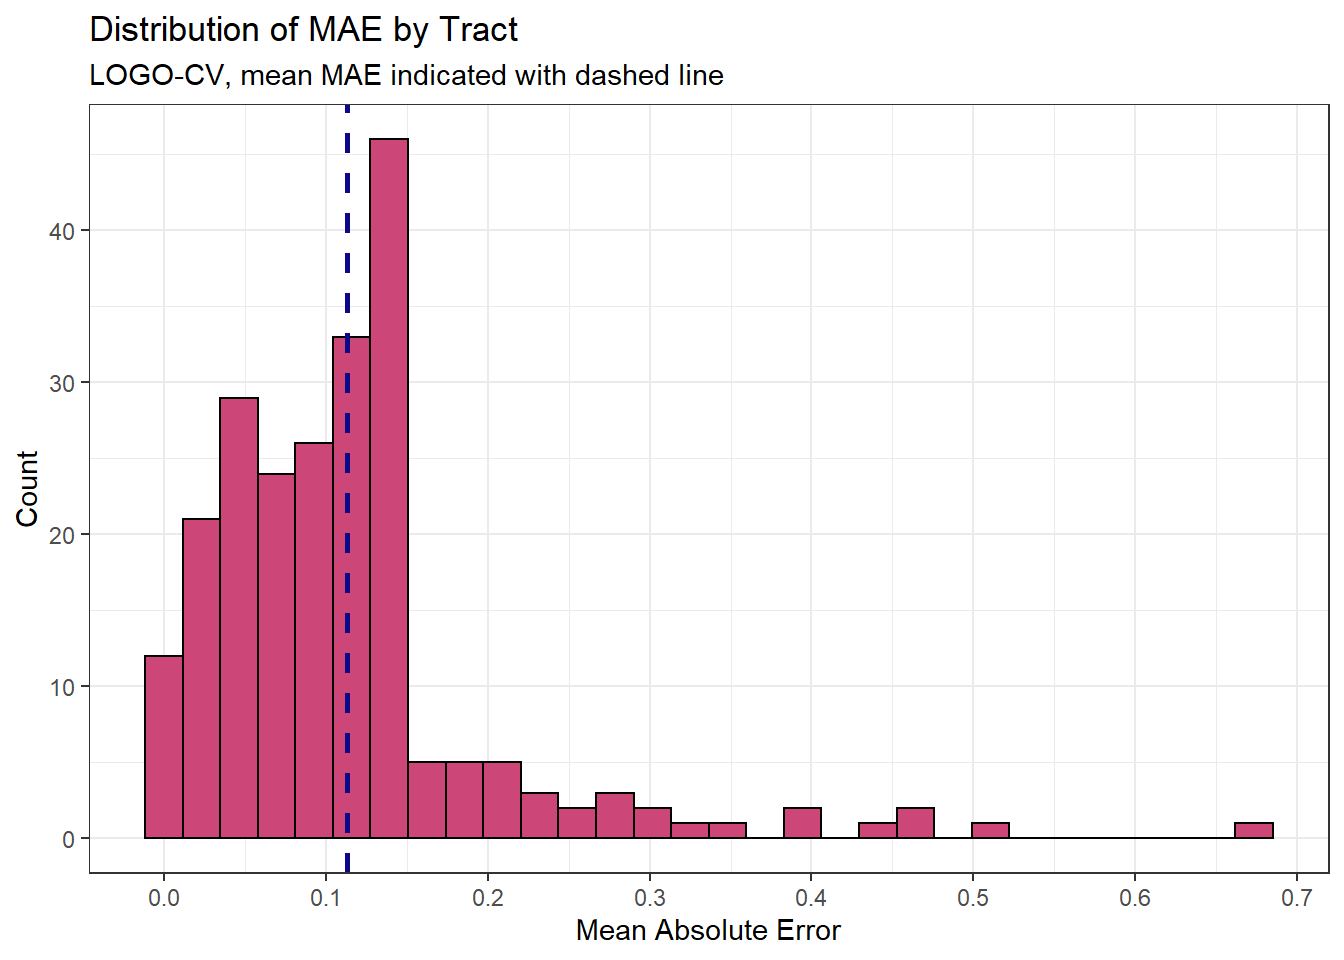 Distribution of MAE by Tract
LOGO-CV, mean MAE indicated with dashed line
Count
40
30
20
10
0
0.0 0.1 0.2 0.3 0.4 0.5 0.6 0.7
Mean Absolute Error